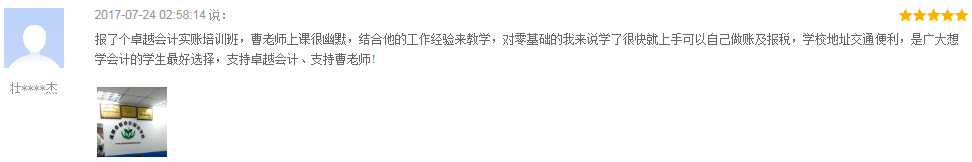 2017-07-24 02:58:14 说：
报了个卓越会计实账培训班，曹老师上课很幽默，结合他的工作经验来教学，对零基础的我来说学了很快就上手可以自己做账及报税，学校地址交通便利，是广大想
学会计的学生最好选择，支持卓越会计、支持曹老师！
壮****杰